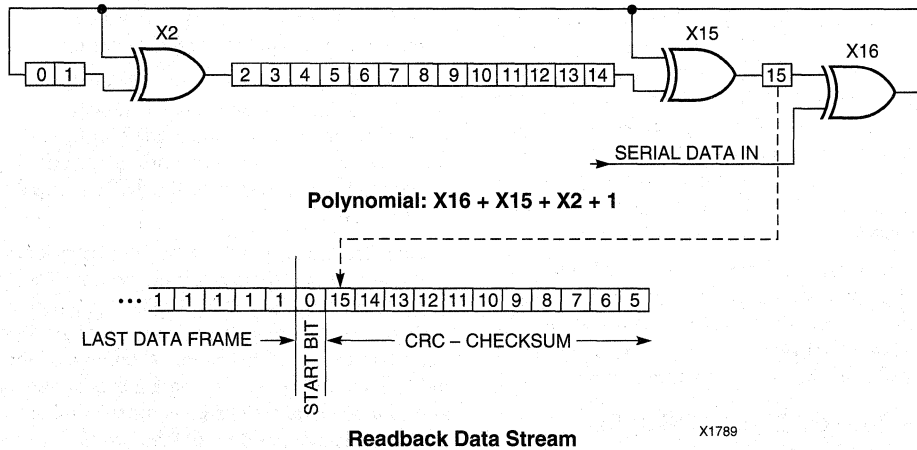 X2
X15
X16
0 1
2 3 4 5 6 7 8 9 10 11 12 13 14
15
SERIAL DATA IN
Polynomial: X16 + X15 + X2 + 1
••• 1 1 1 1 1 0 15 14 13 12 11 10 9 8 7 6 5
LAST DATA FRAME
START BIT
CRC – CHECKSUM
Readback Data Stream
X1789